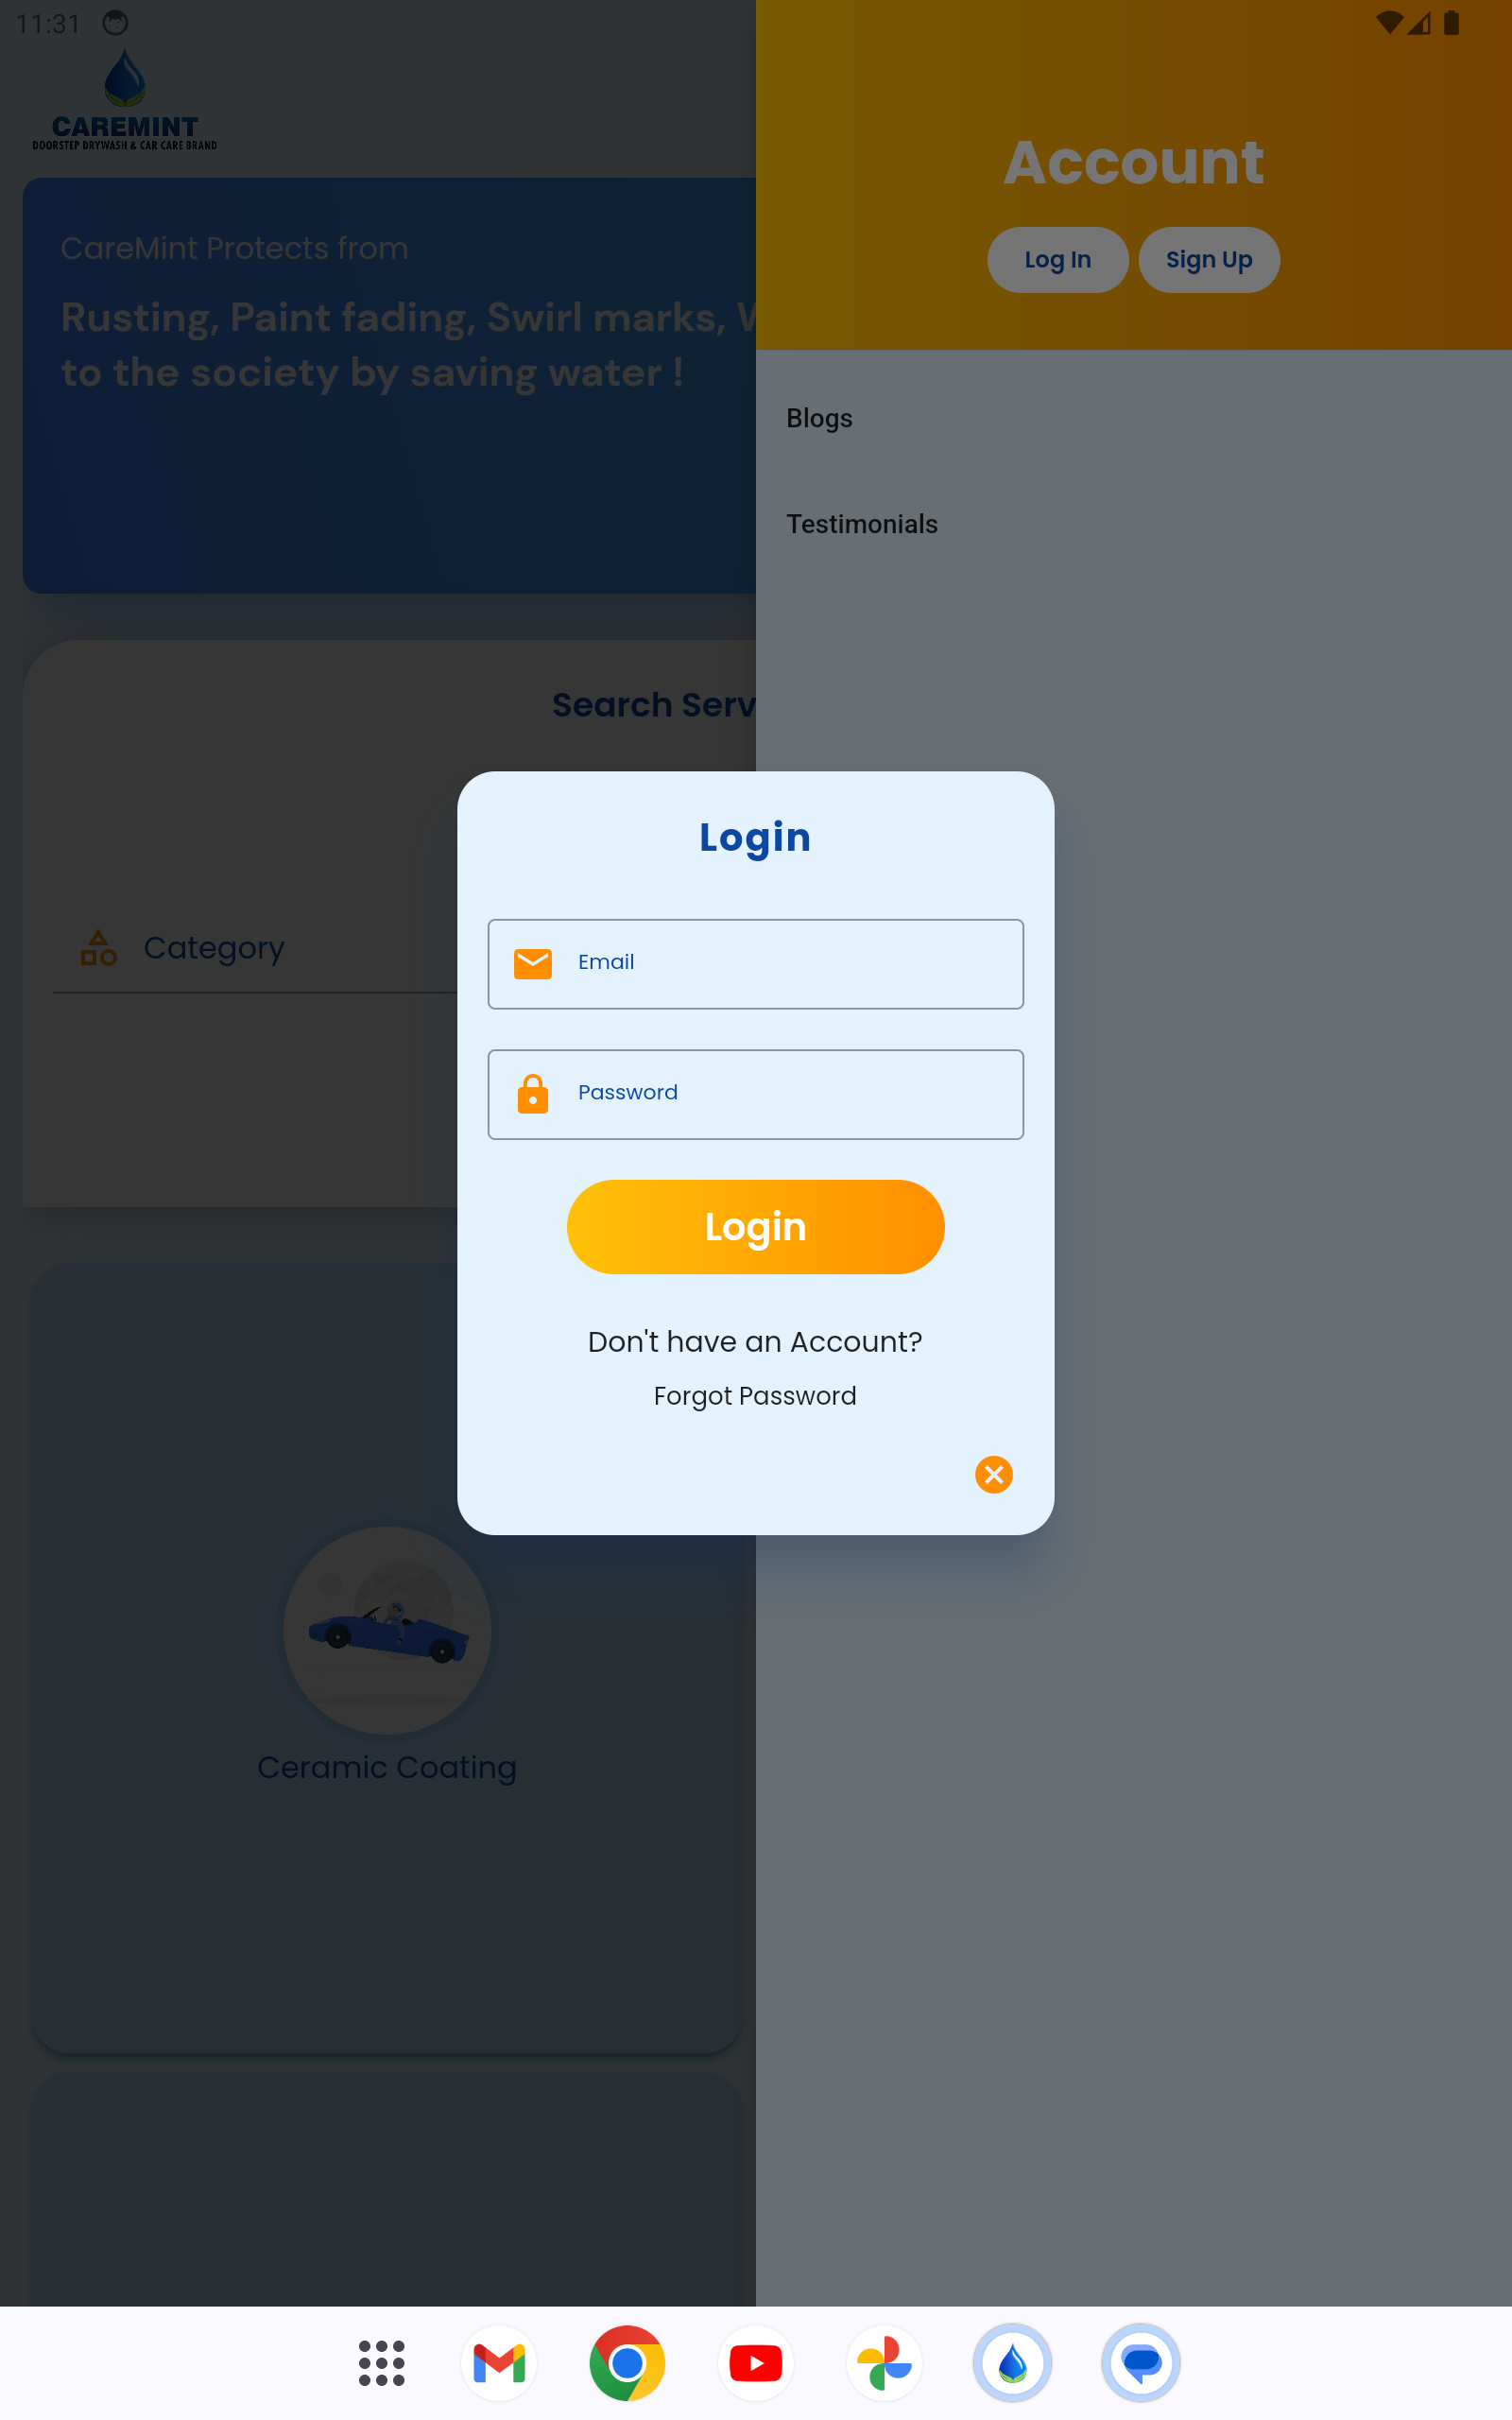 11:31
CAREMINT
DOORSTEP DRYWASH & CAR CARE BRAND
Account
Log In
Sign Up
CareMint Protects from
Rusting, Paint fading, Swirl marks,
to the society by saving water !
Blogs
Testimonials
Search Serv
Login
Category
Email
Password
Login
Don't have an Account?
Forgot Password
Ceramic Coating